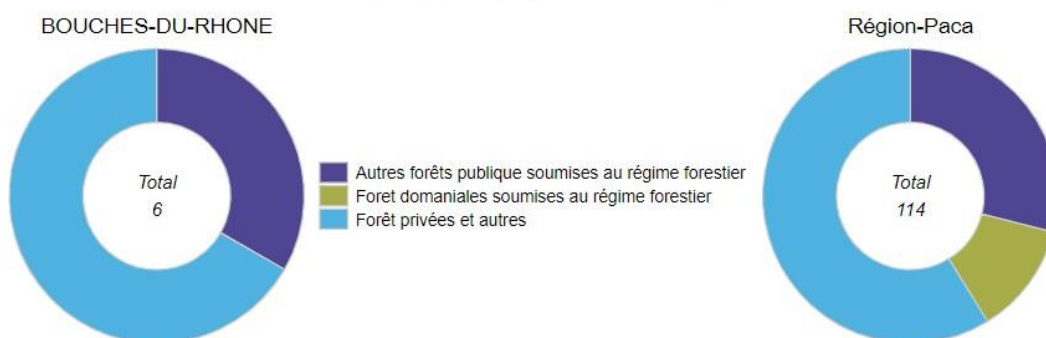 BOUCHES-DU-RHONE
Total
6
Autres forêts publique soumises au régime forestier
Foret domaniales soumises au régime forestier
Forêt privées et autres
Région-Paca
Total
114